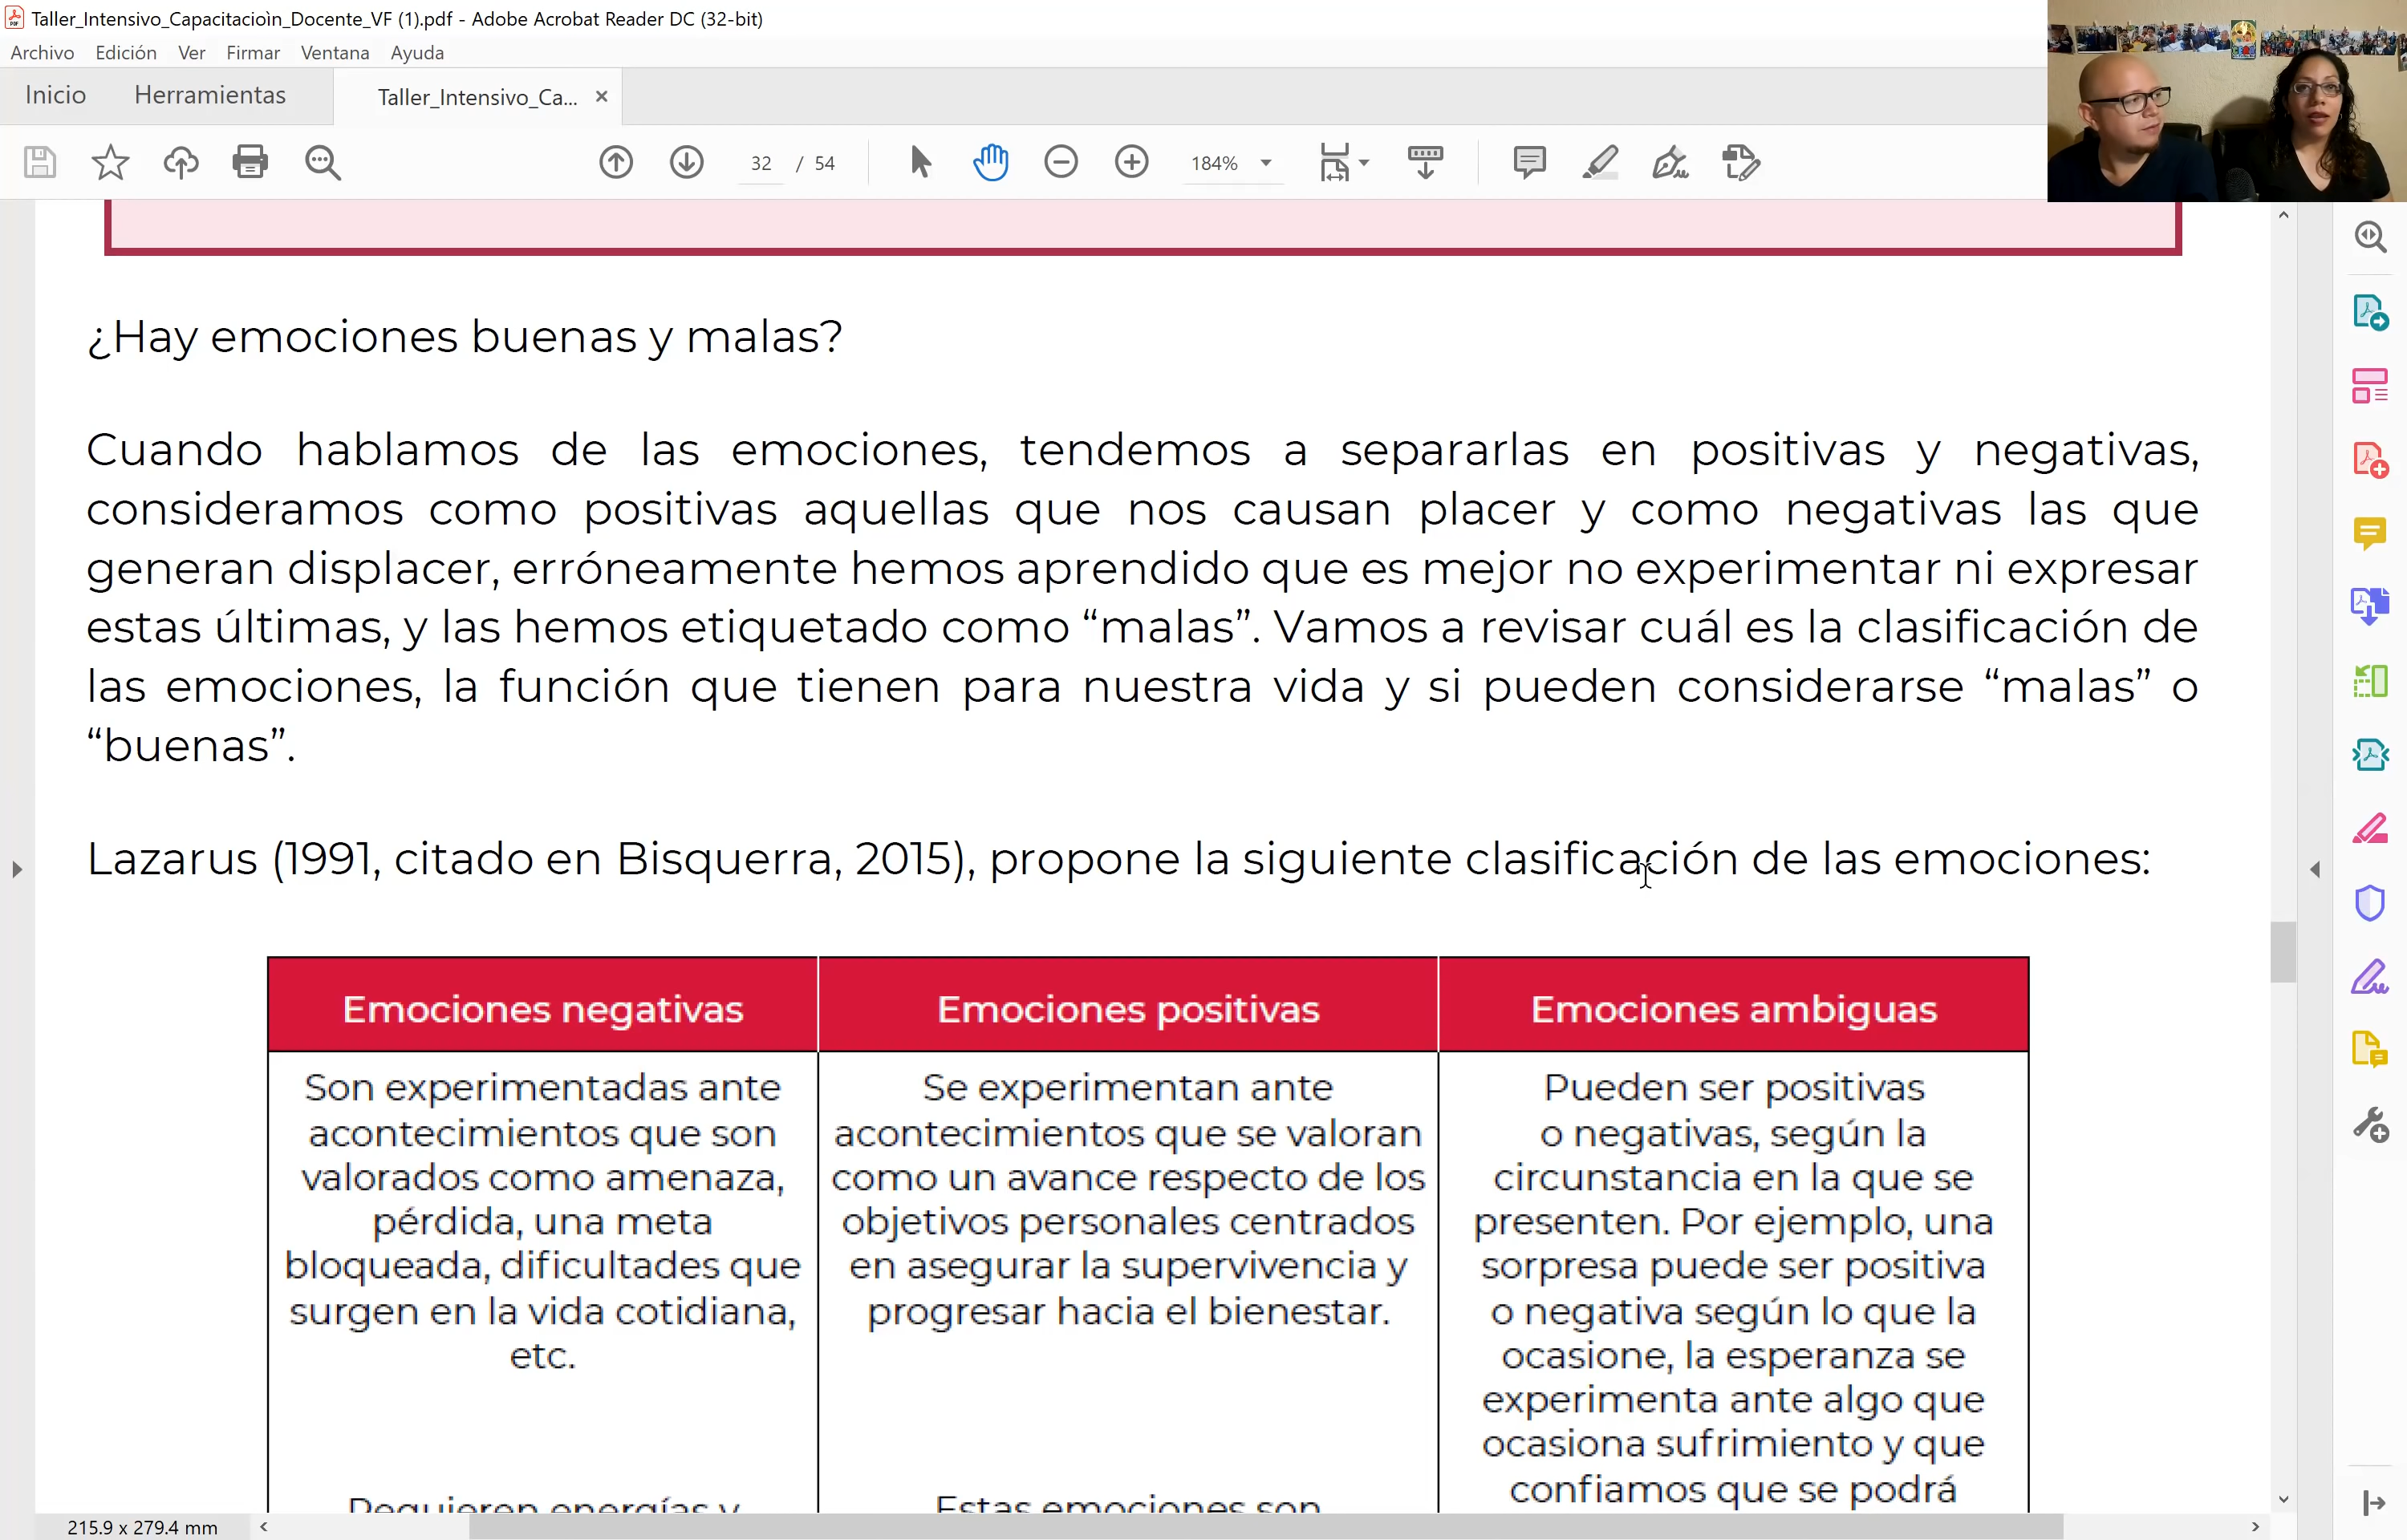 Taller_Intensivo_Capacitacioìn_Docente_VF (1).pdf - Adobe Acrobat Reader DC (32-bit)
Archivo Edición Ver Firmar Ventana Ayuda
Inicio Herramientas Taller_Intensivo_Ca... ×
32 / 54 184%
¿Hay emociones buenas y malas?
Cuando hablamos de las emociones, tendemos a separarlas en positivas y negativas,
consideramos como positivas aquellas que nos causan placer y como negativas las que
generan displacer, erróneamente hemos aprendido que es mejor no experimentar ni expresar
estas últimas, y las hemos etiquetado como “malas”. Vamos a revisar cuál es la clasificación de
las emociones, la función que tienen para nuestra vida y si pueden considerarse “malas” o
“buenas”.
Lazarus (1991, citado en Bisquerra, 2015), propone la siguiente clasificación de las emociones:
Emociones negativas
Son experimentadas ante
acontecimientos que son
valorados como amenaza,
pérdida, una meta
bloqueada, dificultades que
surgen en la vida cotidiana,
etc.
Requieren energías y
Emociones positivas
Se experimentan ante
acontecimientos que se valoran
como un avance respecto de los
objetivos personales centrados
en asegurar la supervivencia y
progresar hacia el bienestar.
Estas emociones son
Emociones ambiguas
Pueden ser positivas
o negativas, según la
circunstancia en la que se
presenten. Por ejemplo, una
sorpresa puede ser positiva
o negativa según lo que la
ocasione, la esperanza se
experimenta ante algo que
ocasiona sufrimiento y que
confiamos que se podrá
215.9 x 279.4 mm